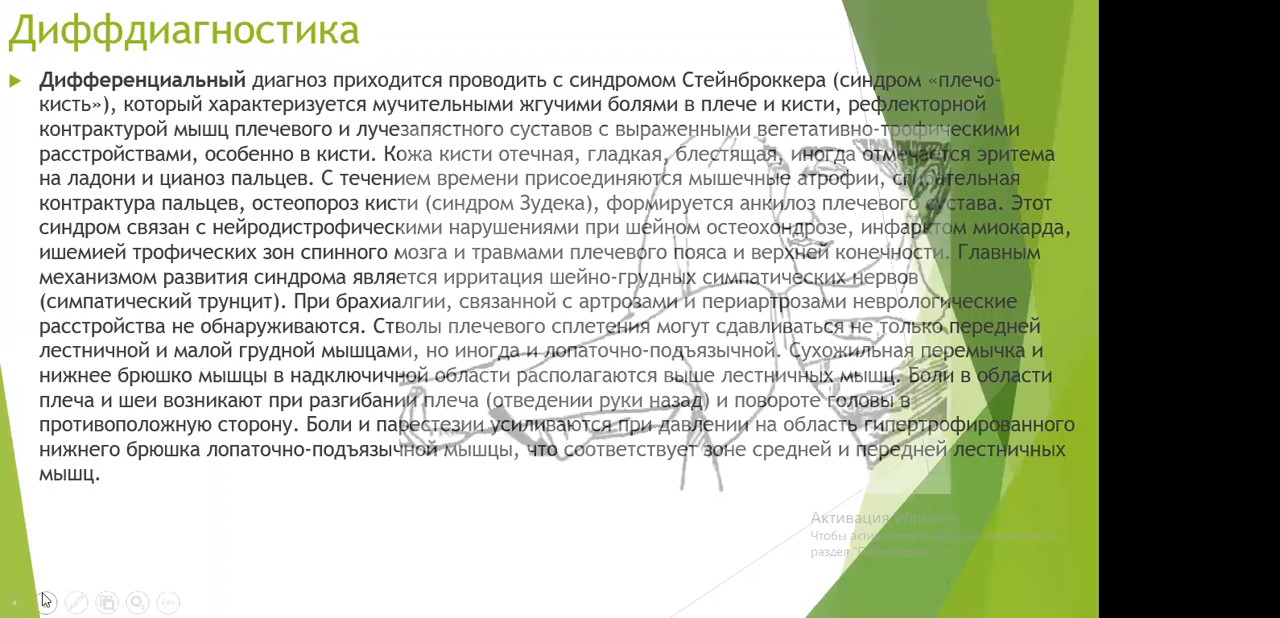 Диффдиагностика
Дифференциальный диагноз приходится проводить с синдромом Стейнброккера (синдром «плечо-
кисть»), который характеризуется мучительными жгучими болями в плече и кисти, рефлекторной
контрактурой мышц плечевого и лучезапястного суставов с выраженными вегетативно-трофическими
расстройствами, особенно в кисти. Кожа кисти отечная, гладкая, блестящая, иногда отмечается эритема
на ладони и цианоз пальцев. С течением времени присоединяются мышечные атрофии, сгибательная
контрактура пальцев, остеопороз кисти (синдром Зудека), формируется анкилоз плечевого сустава. Этот
синдром связан с нейродистрофическими нарушениями при шейном остеохондрозе, инфарктом миокарда,
ишемией трофических зон спинного мозга и травмами плечевого пояса и верхней конечности. Главным
механизмом развития синдрома является ирритация шейно-грудных симпатических нервов
(симпатический трунцит). При брахиалгии, связанной с артрозами и периартрозами неврологические
расстройства не обнаруживаются. Стволы плечевого сплетения могут сдавливаться не только передней
лестничной и малой грудной мышцами, но иногда и лопаточно-подъязычной. Сухожильная перемычка и
нижнее брюшко мышцы в надключичной области располагаются выше лестничных мышц. Боли в области
плеча и шеи возникают при разгибании плеча (отведении руки назад) и повороте головы в
противоположную сторону. Боли и парестезии усиливаются при давлении на область гипертрофированного
нижнего брюшка лопаточно-подъязычной мышцы, что соответствует зоне средней и передней лестничных
мышц.
Активация Windows
Чтобы
раздел